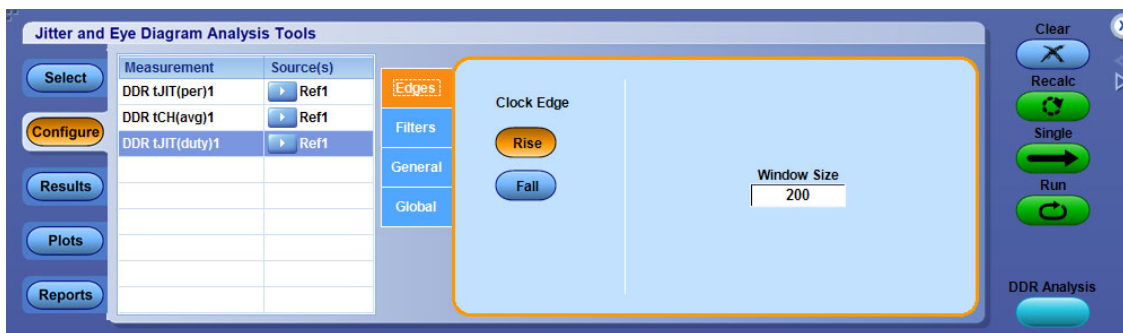 Jitter and Eye Diagram Analysis Tools
Select
Configure
Results
Plots
Reports
Measurement Source(s)
DDR tJIT(per)1 Ref1
DDR tCH(avg)1 Ref1
DDR tJIT(duty)1 Ref1
Edges
Filters
General
Global
Clock Edge
Rise
Fall
Window Size
200
Clear
Recalc
Single
Run
DDR Analysis